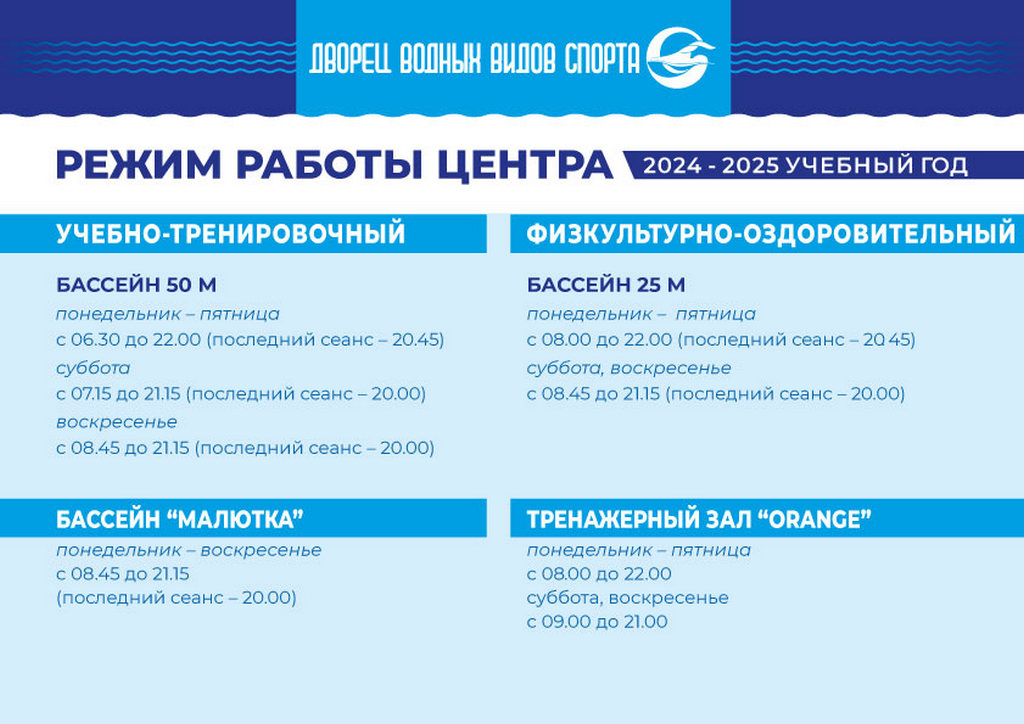 ДВОРЕЦ ВОДНЫХ ВИДОВ СПОРТА
РЕЖИМ РАБОТЫ ЦЕНТРА
2024 - 2025 УЧЕБНЫЙ ГОД
УЧЕБНО-ТРЕНИРОВОЧНЫЙ
БАССЕЙН 50 М
понедельник – пятница
с 06.30 до 22.00 (последний сеанс – 20.45)
суббота
с 07.15 до 21.15 (последний сеанс – 20.00)
воскресенье
с 08.45 до 21.15 (последний сеанс – 20.00)
ФИЗКУЛЬТУРНО-ОЗДОРОВИТЕЛЬНЫЙ
БАССЕЙН 25 М
понедельник – пятница
с 08.00 до 22.00 (последний сеанс – 20 45)
суббота, воскресенье
с 08.45 до 21.15 (последний сеанс – 20.00)
БАССЕЙН “МАЛЮТКА”
понедельник – воскресенье
с 08.45 до 21.15
(последний сеанс – 20.00)
ТРЕНАЖЕРНЫЙ ЗАЛ “ORANGE”
понедельник – пятница
с 08.00 до 22.00
суббота, воскресенье
с 09.00 до 21.00